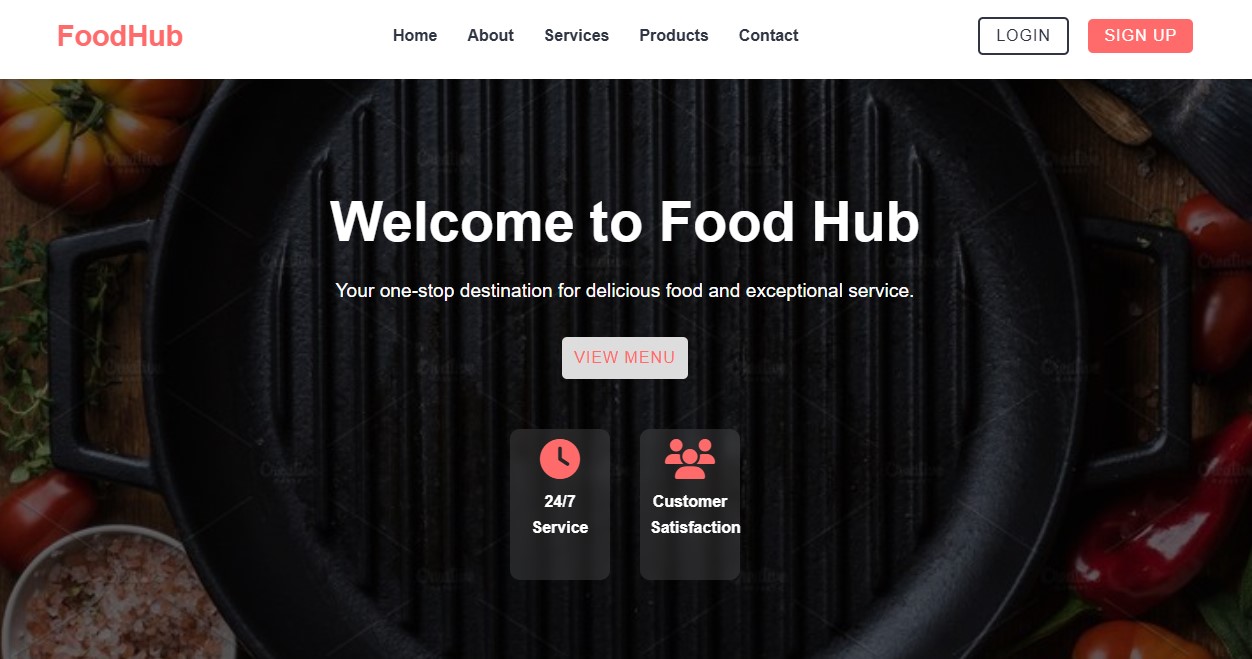 FoodHub
Home About Services Products Contact
LOGIN SIGN UP
Welcome to Food Hub
Your one-stop destination for delicious food and exceptional service.
VIEW MENU
24/7
Service
Customer
Satisfaction